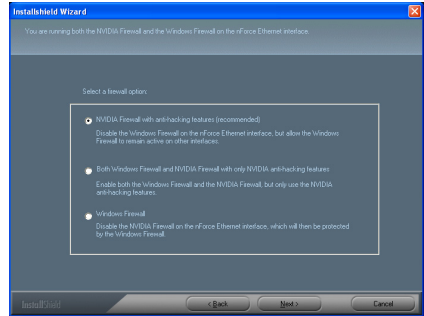 Installshield Wizard
You are running both the NVIDIA Firewall and the Windows Firewall on the nForce Ethernet interface.
Select a firewall option.
NVIDIA Firewall with anti-hacking features (recommended)
Disable the Windows Firewall on the nForce Ethernet interface, but allow the Windows
Firewall to remain active on other interfaces.
Both Windows Firewall and NVIDIA Firewall with only NVIDIA anti-hacking features
Enable both the Windows Firewall and the NVIDIA Firewall, but only use the NVIDIA
anti-hacking features.
Windows Firewall
Disable the NVIDIA Firewall on the nForce Ethernet interface, which will then be protected
by the Windows Firewall.
InstallShield
< Back
Next >
Cancel